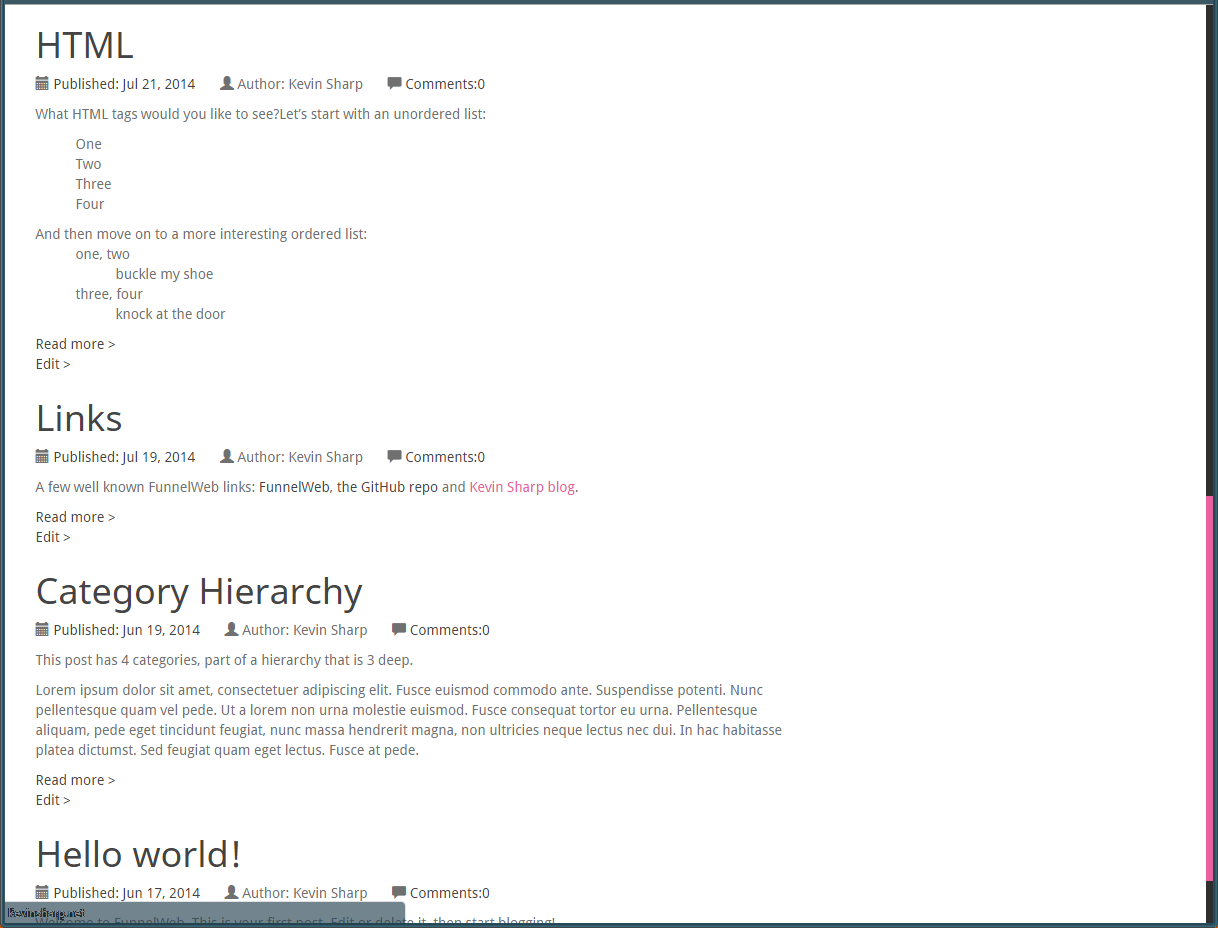 HTML
Published: Jul 21, 2014 Author: Kevin Sharp Comments:0
What HTML tags would you like to see?Let's start with an unordered list:
One
Two
Three
Four
And then move on to a more interesting ordered list:
one, two
buckle my shoe
three, four
knock at the door
Read more >
Edit >
Links
Published: Jul 19, 2014 Author: Kevin Sharp Comments:0
A few well known FunnelWeb links: FunnelWeb, the GitHub repo and Kevin Sharp blog.
Read more >
Edit >
Category Hierarchy
Published: Jun 19, 2014 Author: Kevin Sharp Comments:0
This post has 4 categories, part of a hierarchy that is 3 deep.
Lorem ipsum dolor sit amet, consectetuer adipiscing elit. Fusce euismod commodo ante. Suspendisse potenti. Nunc
pellentesque quam vel pede. Ut a lorem non urna molestie euismod. Fusce consequat tortor eu urna. Pellentesque
aliquam, pede eget tincidunt feugiat, nunc massa hendrerit magna, non ultricies neque lectus nec dui. In hac habitasse
platea dictumst. Sed feugiat quam eget lectus. Fusce at pede.
Read more >
Edit >
Hello world!
Published: Jun 17, 2014 Author: Kevin Sharp Comments:0
Welcome to FunnelWeb. This is your first post. Edit or delete it, then start blogging!
kevinsharp.net